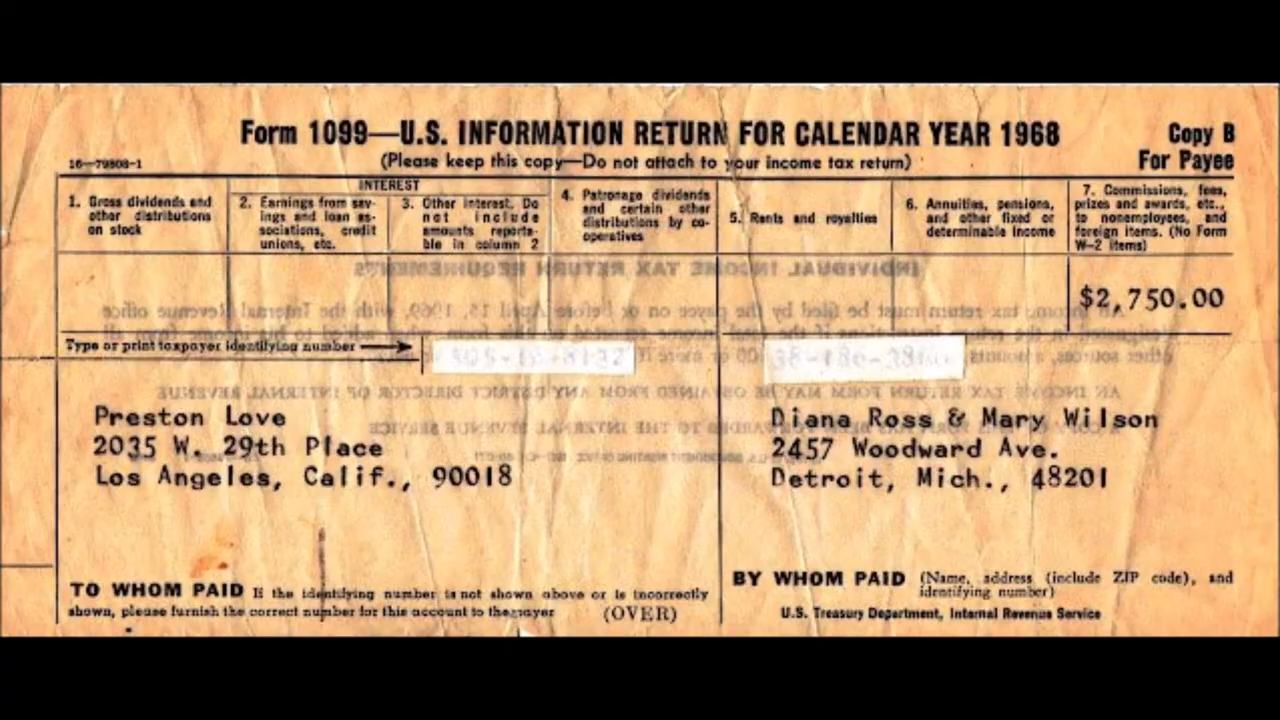 Form 1099—U.S. INFORMATION RETURN FOR CALENDAR YEAR 1968
Copy B
For Payee
16—79808-1
(Please keep this copy—Do not attach to your income tax return)
INTEREST
1. Gross dividends and
other distributions
on stock
2. Earnings from sav-
ings and loan as-
sociations, credit
unions, etc.
3. Other interest. Do
not include
amounts reporta-
ble in column 2
4. Patronage dividends
and certain other
distributions by co-
operatives
5. Rents and royalties
6. Annuities, pensions,
and other fixed or
determinable income
7. Commissions, fees,
prizes and awards, etc.,
to nonemployees, and
foreign items. (No Form
W-2 items)
$2,750.00
Type or print taxpayer identifying number
Preston Love
2035 W. 29th Place
Los Angeles, Calif., 90018
Diana Ross & Mary Wilson
2457 Woodward Ave.
Detroit, Mich., 48201
TO WHOM PAID If the identifying number is not shown above or is incorrectly
shown, please furnish the correct number for this account to the payer (OVER)
BY WHOM PAID (Name, address (include ZIP code), and
identifying number)
U.S. Treasury Department, Internal Revenue Service